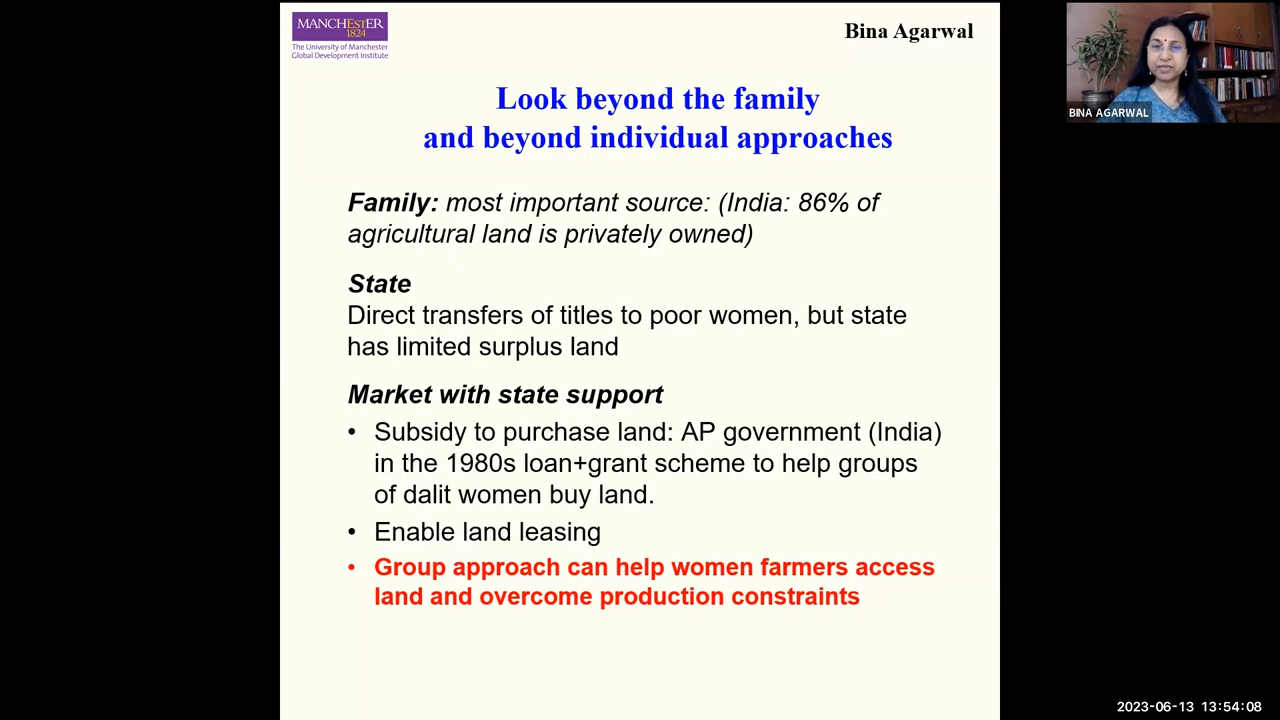 MANCHESTER
1824
The University of Manchester
Global Development Institute
Bina Agarwal
BINA AGARWAL
Look beyond the family
and beyond individual approaches
Family: most important source: (India: 86% of
agricultural land is privately owned)
State
Direct transfers of titles to poor women, but state
has limited surplus land
Market with state support
• Subsidy to purchase land: AP government (India)
in the 1980s loan+grant scheme to help groups
of dalit women buy land.
• Enable land leasing
• Group approach can help women farmers access
land and overcome production constraints
2023-06-13 13:54:08